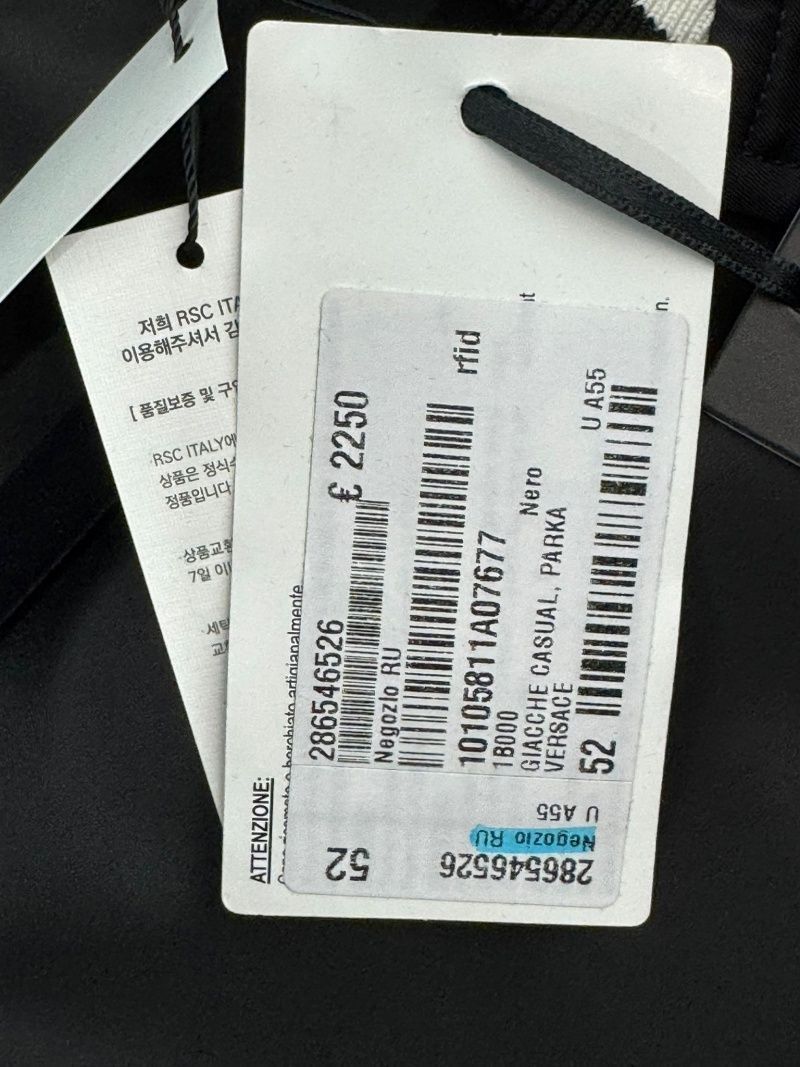 저희 RSC ITA
이용해주셔서 감
[ 품질보증 및 구
RSC ITALY에
상품은 정식
정품입니다
상품교환
7일 이
세탁
ATTENZIONE:
artigianalmente
286546526
€ 2250
Negozio RU
rfid
10105811A07677
1B000
Nero
GIACCHE CASUAL, PARKA
VERSACE
52
U A55
U A55
Negozio RU
286546526
52